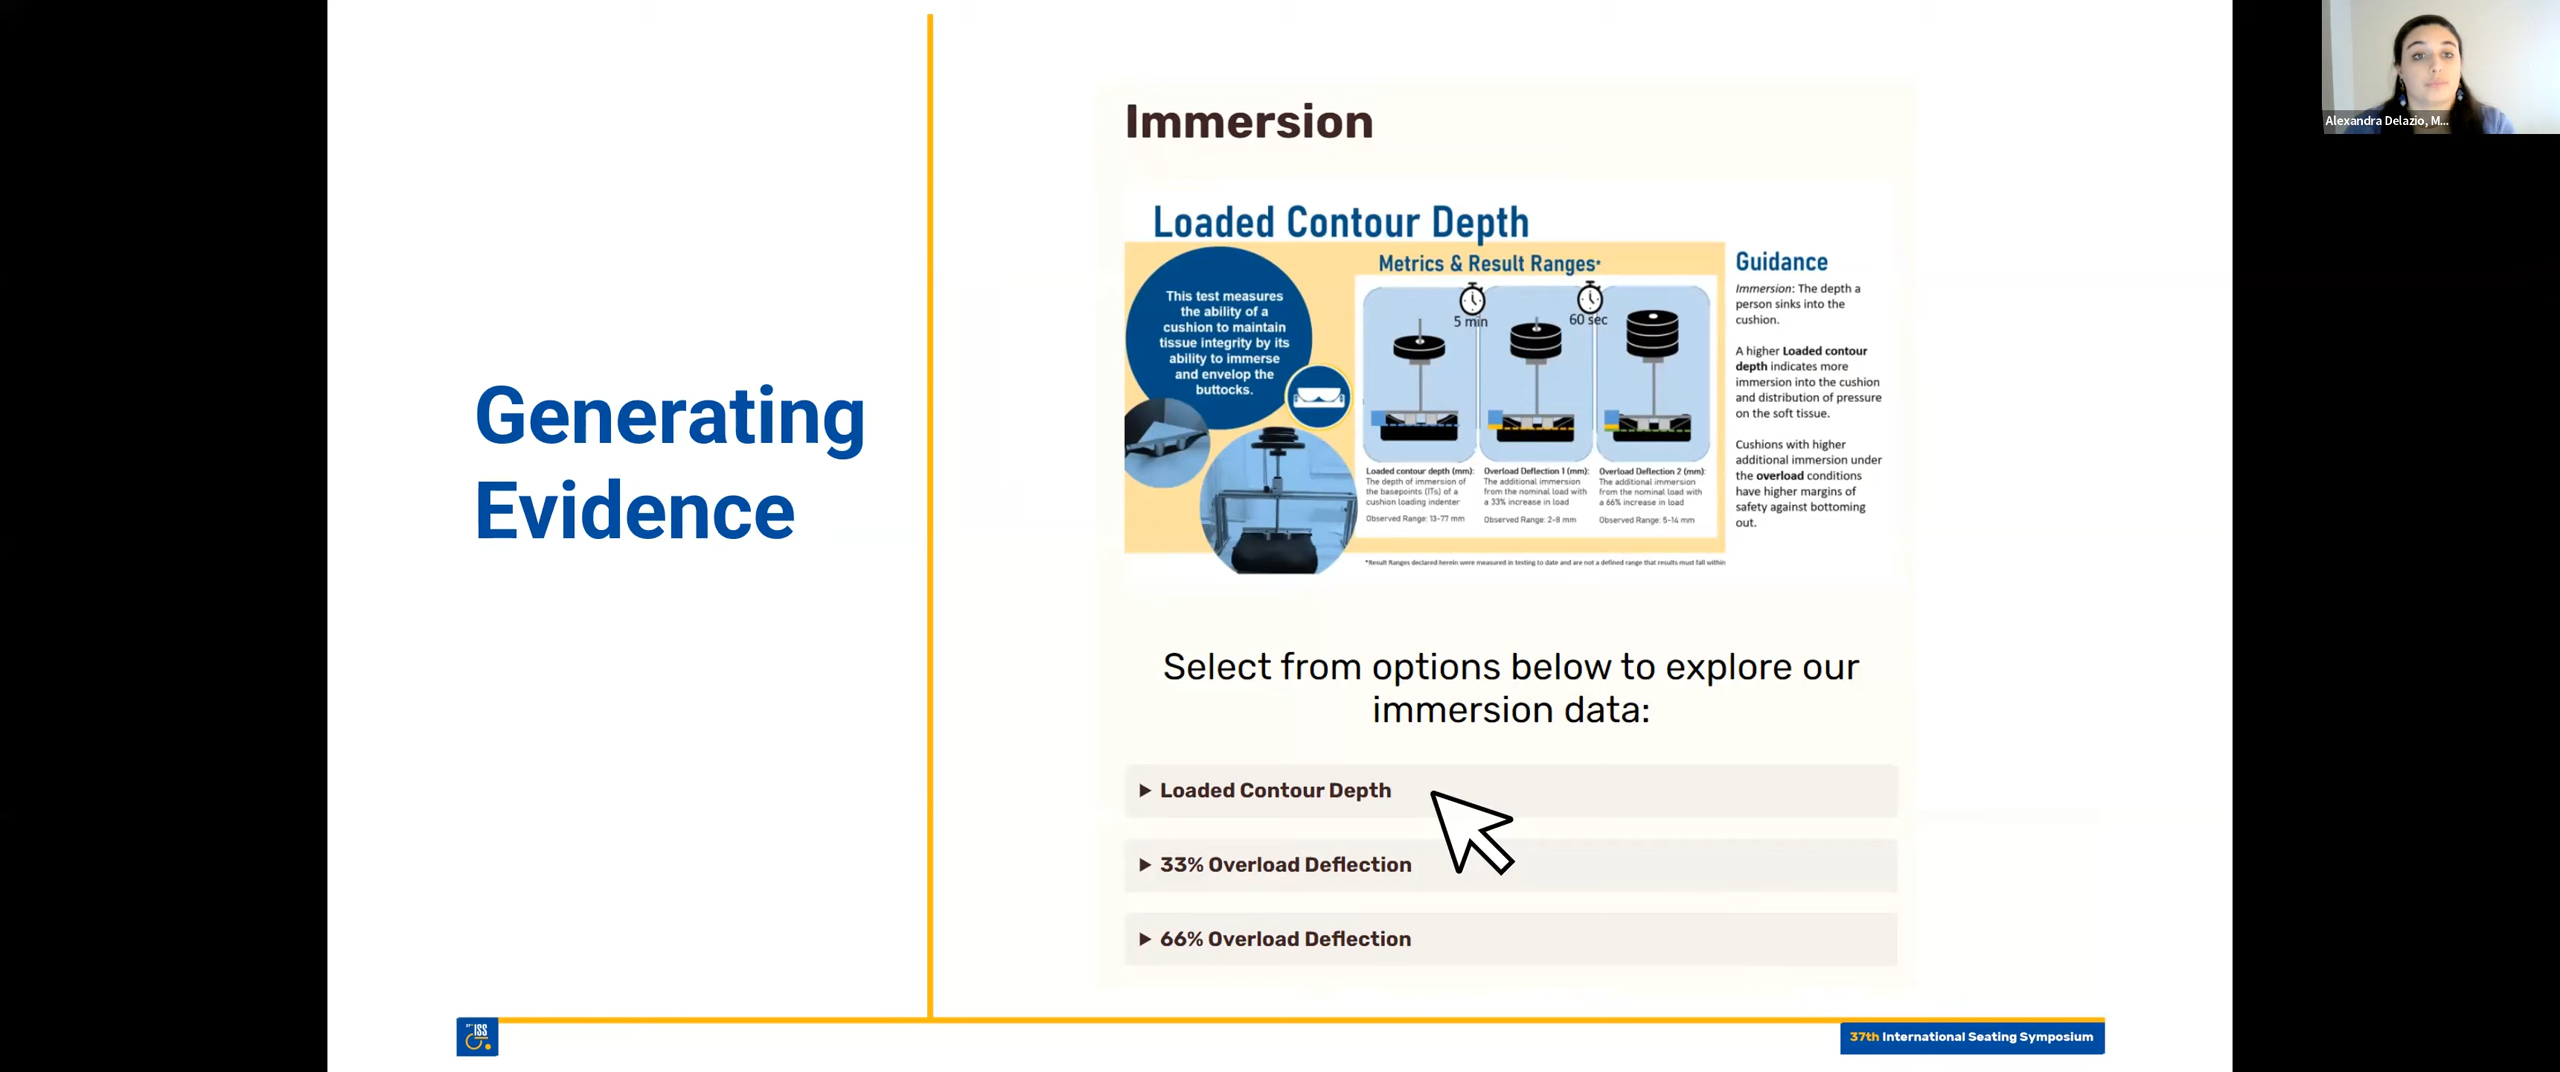 Generating
Evidence
Immersion
Loaded Contour Depth
This test measures
the ability of a
cushion to maintain
tissue integrity by its
ability to immerse
and envelop the
buttocks.
Metrics & Result Ranges*
5 min
60 sec
Loaded contour depth (mm):
The depth of immersion of
the basepoints (ITs) of a
cushion loading indenter
Observed Range: 13-77 mm
Overload Deflection 1 (mm):
The additional immersion
from the nominal load with
a 33% increase in load
Observed Range: 2-8 mm
Overload Deflection 2 (mm):
The additional immersion
from the nominal load with
a 66% increase in load
Observed Range: 5-14 mm
*Result Ranges declared herein were measured in testing to date and are not a defined range that results must fall within
Guidance
Immersion: The depth a
person sinks into the
cushion.
A higher Loaded contour
depth indicates more
immersion into the cushion
and distribution of pressure
on the soft tissue.
Cushions with higher
additional immersion under
the overload conditions
have higher margins of
safety against bottoming
out.
Select from options below to explore our
immersion data:
Loaded Contour Depth
33% Overload Deflection
66% Overload Deflection
ISS
37th International Seating Symposium
Alexandra Delazio, M...